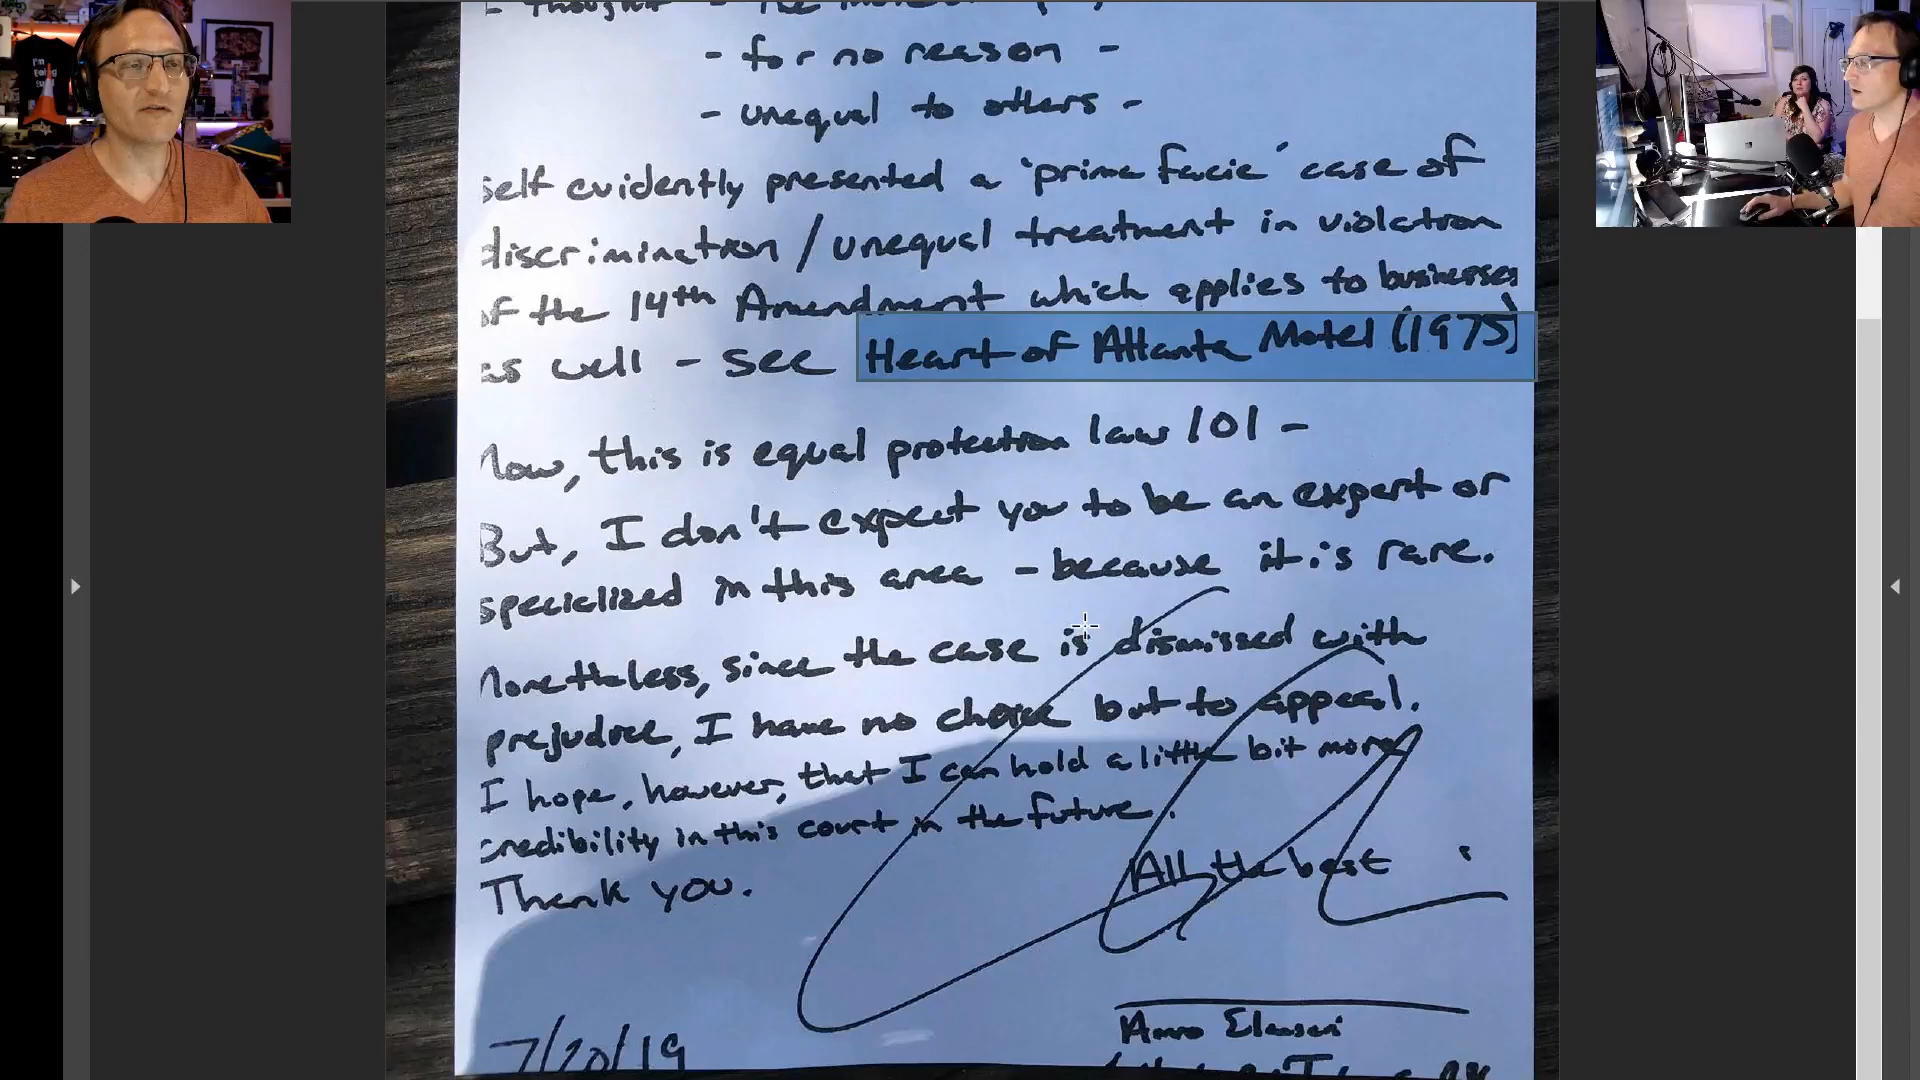 I thought - the
- for no reason -
- unequal to others -
self evidently presented a 'prima facie' case of
discrimination / unequal treatment in violation
of the 14th Amendment which applies to businesses
as well - see Heart of Atlanta Motel (1975)
Now, this is equal protection law 101 -
But, I don't expect you to be an expert or
specialized in this area - because it is rare.
Nonetheless, since the case is dismissed with
prejudice, I have no choice but to appeal.
I hope, however, that I can hold a little bit more
credibility in this court in the future.
Thank you.
All the best
7/20/19
Amro Elansari